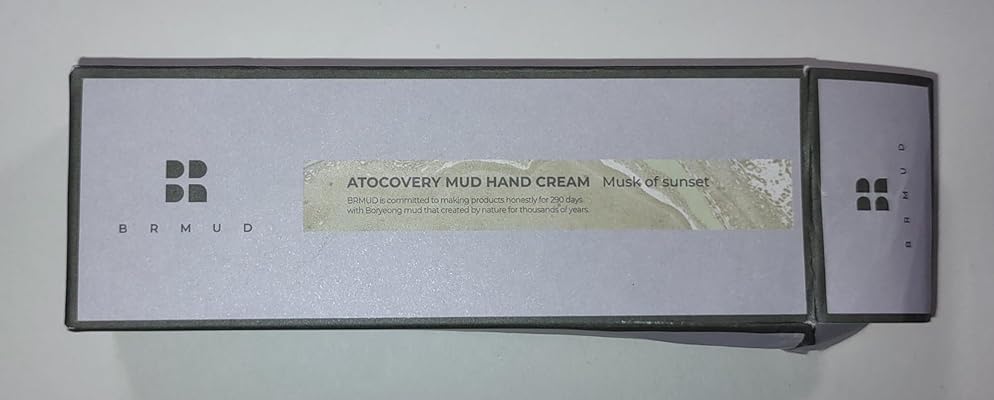 BRMUD
ATOCOVERY MUD HAND CREAM Musk of sunset
BRMUD is committed to making products honestly for 290 days
with Boryeong mud that created by nature for thousands of years.
BRMUD